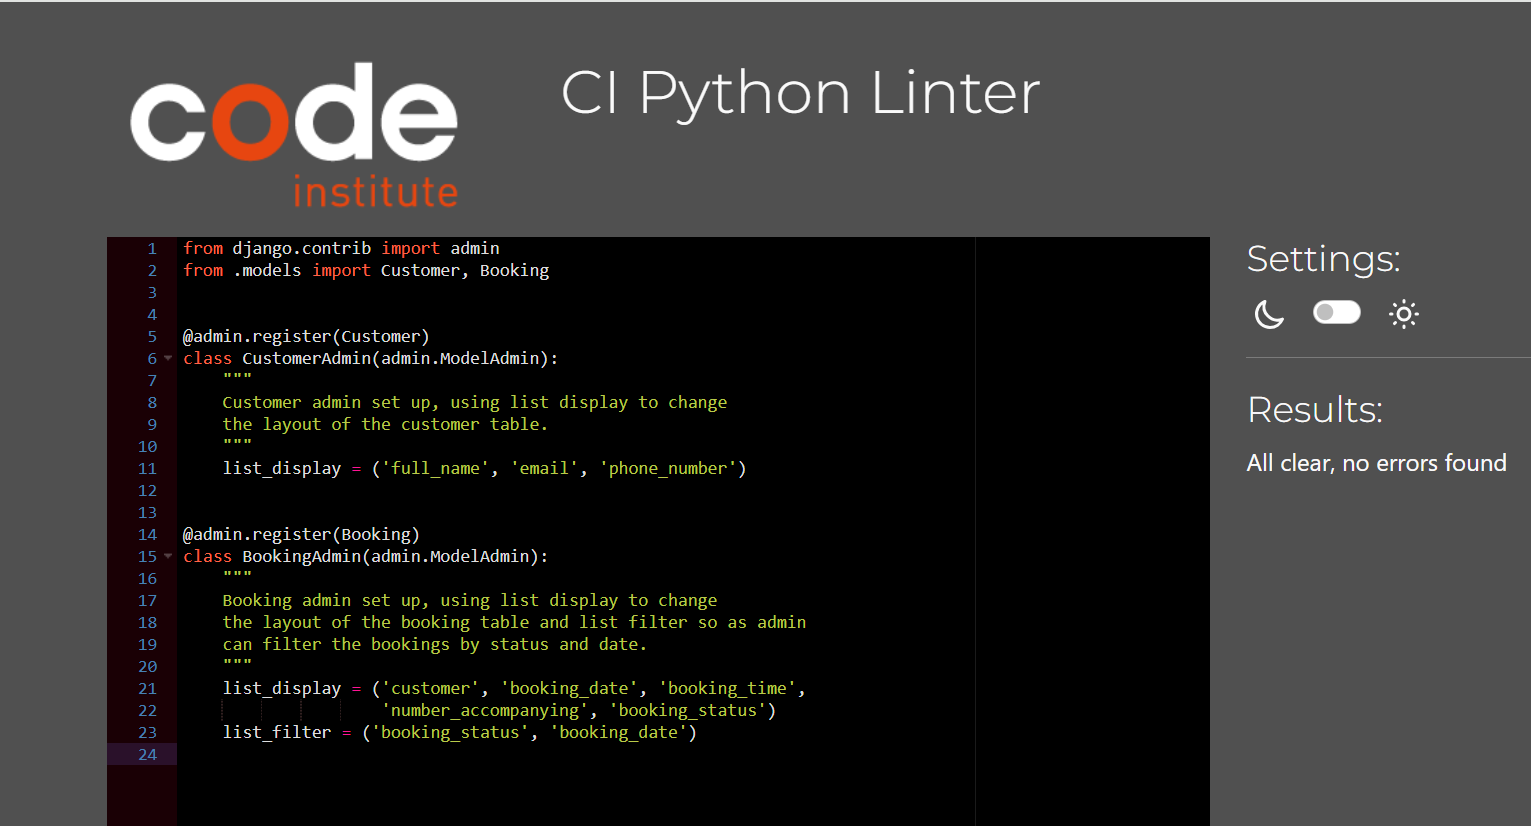 code
institute
CI Python Linter
1 from django.contrib import admin
2 from .models import Customer, Booking
3
4
5 @admin.register(Customer)
6 class CustomerAdmin(admin.ModelAdmin):
7     """
8     Customer admin set up, using list display to change
9     the layout of the customer table.
10     """
11     list_display = ('full_name', 'email', 'phone_number')
12
13
14 @admin.register(Booking)
15 class BookingAdmin(admin.ModelAdmin):
16     """
17     Booking admin set up, using list display to change
18     the layout of the booking table and list filter so as admin
19     can filter the bookings by status and date.
20     """
21     list_display = ('customer', 'booking_date', 'booking_time',
22                     'number_accompanying', 'booking_status')
23     list_filter = ('booking_status', 'booking_date')
24
Settings:
Results:
All clear, no errors found